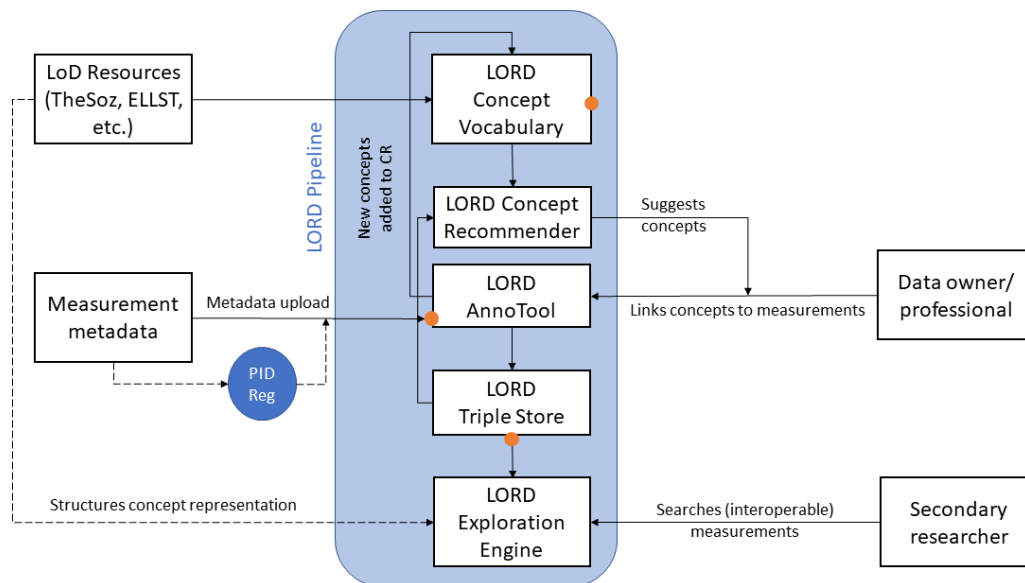 LoD Resources
(TheSoz, ELLST,
etc.)
LORD Pipeline
New concepts
added to CR
LORD
Concept
Vocabulary
LORD Concept
Recommender
Suggests
concepts
LORD
AnnoTool
Measurement
metadata
Metadata upload
PID
Reg
Links concepts to measurements
Data owner/
professional
LORD
Triple Store
Structures concept representation
LORD
Exploration
Engine
Searches (interoperable)
measurements
Secondary
researcher